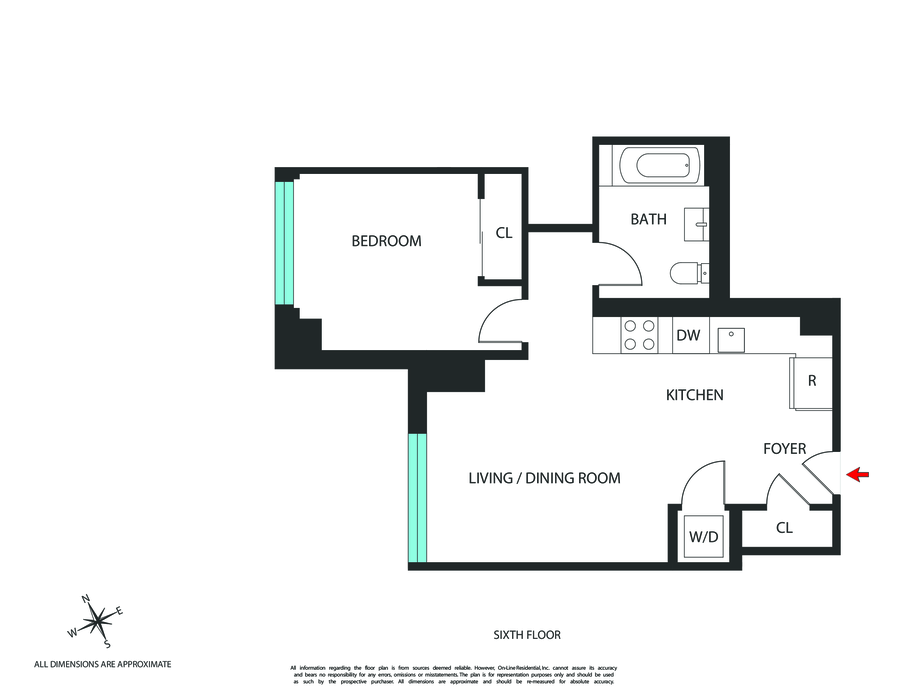 BATH
BEDROOM
CL
DW
R
KITCHEN
FOYER
LIVING / DINING ROOM
W/D
CL
N
E
W
S
SIXTH FLOOR
ALL DIMENSIONS ARE APPROXIMATE
All information regarding the floor plan is from sources deemed reliable. However, On-Line Residential, Inc. cannot assure its accuracy
and bears no responsibility for any errors, omissions or misstatements. The plan is for representation purposes only and should be used
as such by the prospective purchaser. All dimensions are approximate and should be re-measured for absolute accuracy.